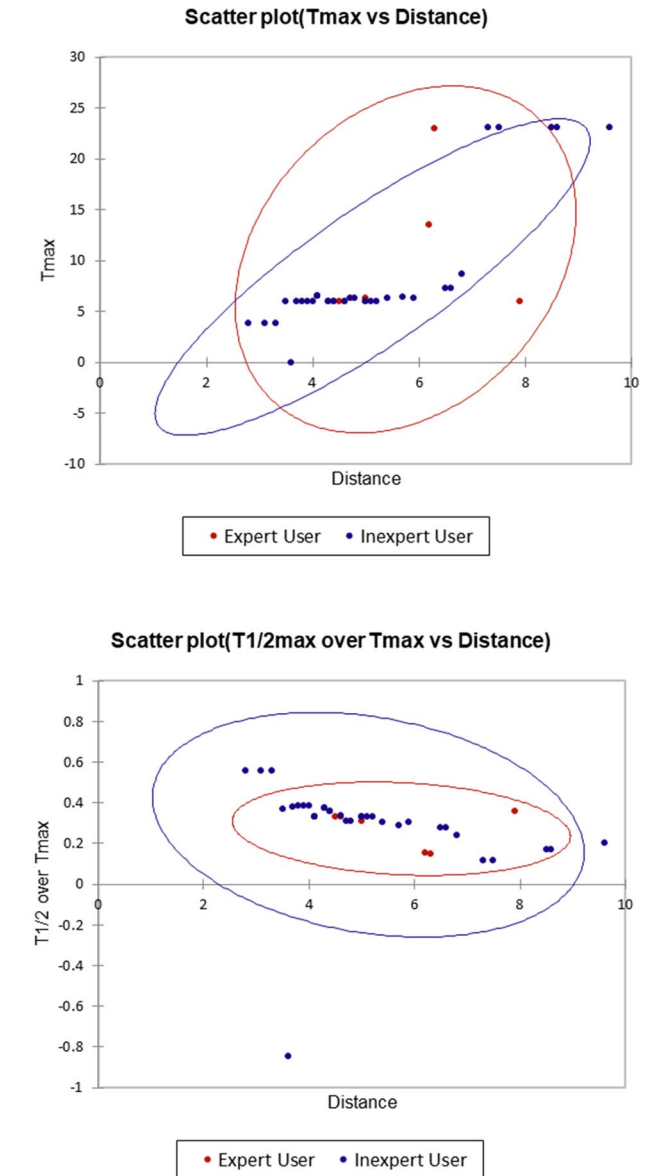 Scatter plot(Tmax vs Distance)
30
25
20
15
10
5
0
-5
-10
Tmax
0 2 4 6 8 10
Distance
Expert User Inexpert User
Scatter plot(T1/2max over Tmax vs Distance)
1
0.8
0.6
0.4
0.2
0
-0.2
-0.4
-0.6
-0.8
-1
T1/2 over Tmax
0 2 4 6 8 10
Distance
Expert User Inexpert User